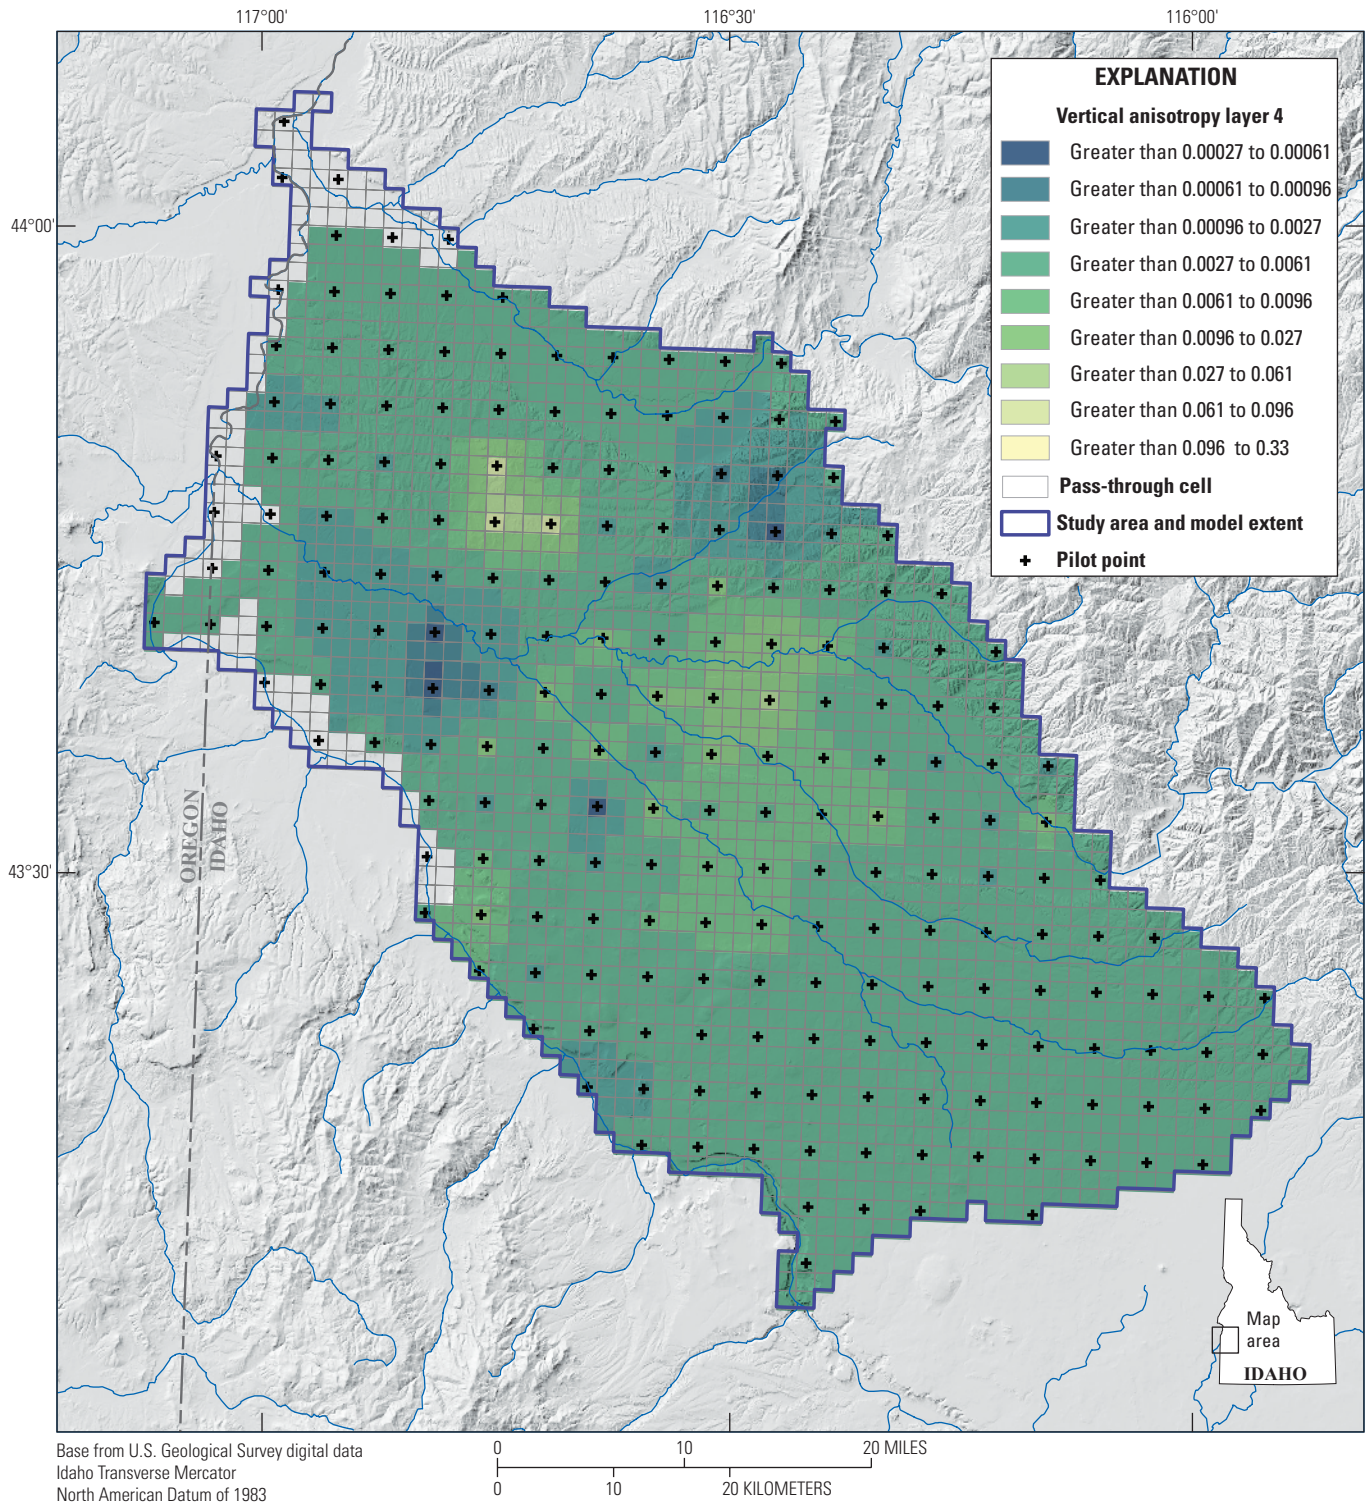 117°00'
116°30'
116°00'
EXPLANATION
Vertical anisotropy layer 4
Greater than 0.00027 to 0.00061
Greater than 0.00061 to 0.00096
Greater than 0.00096 to 0.0027
Greater than 0.0027 to 0.0061
Greater than 0.0061 to 0.0096
Greater than 0.0096 to 0.027
Greater than 0.027 to 0.061
Greater than 0.061 to 0.096
Greater than 0.096 to 0.33
Pass-through cell
Study area and model extent
Pilot point
44°00'
43°30'
OREGON
IDAHO
Map
area
IDAHO
Base from U.S. Geological Survey digital data
Idaho Transverse Mercator
North American Datum of 1983
0 10 20 MILES
0 10 20 KILOMETERS